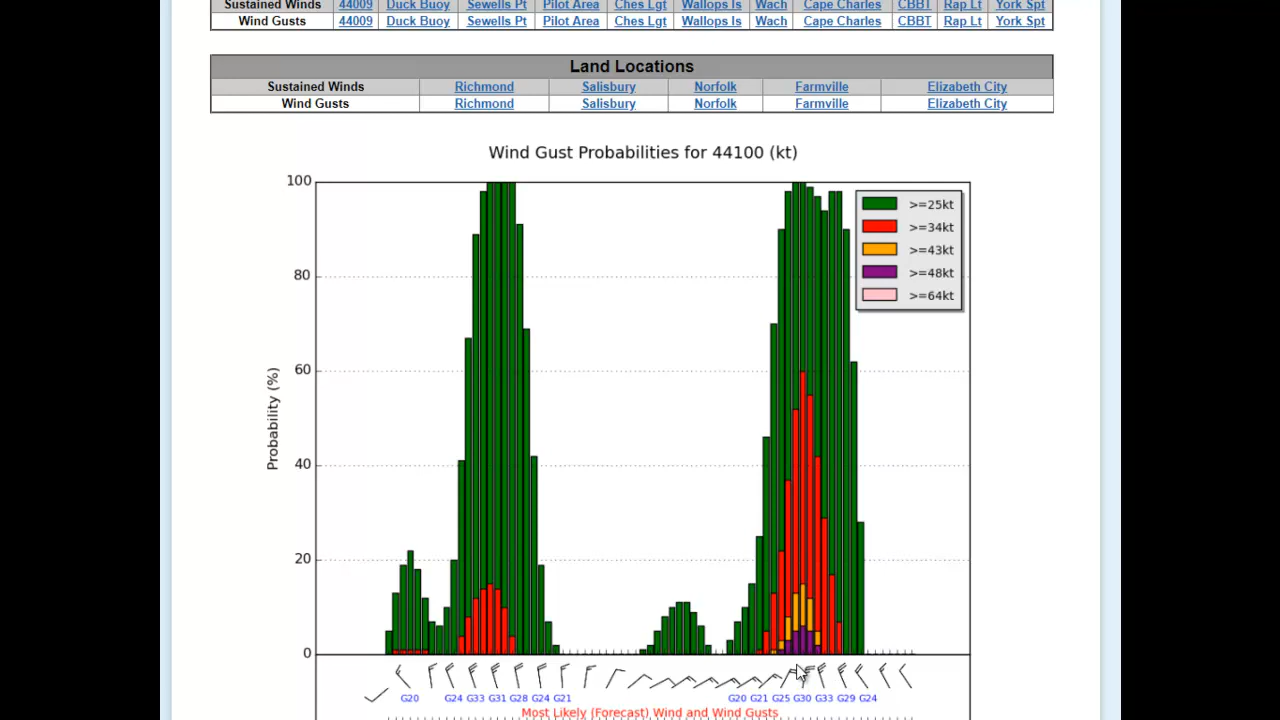 Sustained Winds 44009 Duck Buoy Sewells Pt Pilot Area Ches Lgt Wallops Is Wach Cape Charles CBBT Rap Lt York Spt
Wind Gusts 44009 Duck Buoy Sewells Pt Pilot Area Ches Lgt Wallops Is Wach Cape Charles CBBT Rap Lt York Spt
Land Locations
Sustained Winds Richmond Salisbury Norfolk Farmville Elizabeth City
Wind Gusts Richmond Salisbury Norfolk Farmville Elizabeth City
Wind Gust Probabilities for 44100 (kt)
100
80
60
40
20
0
Probability (%)
>=25kt
>=34kt
>=43kt
>=48kt
>=64kt
G20 G24 G33 G31 G28 G24 G21 G20 G21 G25 G30 G33 G29 G24
Most Likely (Forecast) Wind and Wind Gusts